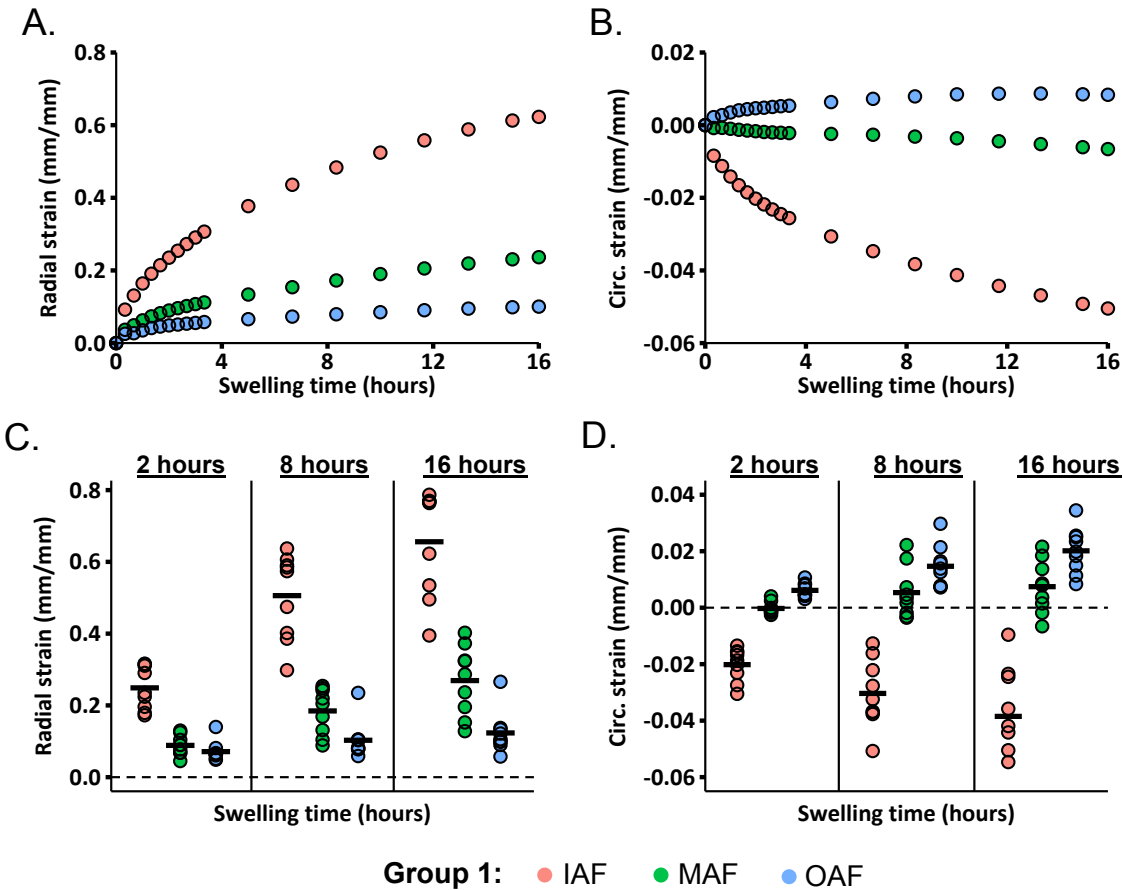 A.
Radial strain (mm/mm)
0.8
0.6
0.4
0.2
0.0
0
4
8
12
16
Swelling time (hours)
B.
Circ. strain (mm/mm)
0.02
0.00
-0.02
-0.04
-0.06
0
4
8
12
16
Swelling time (hours)
C.
2 hours
8 hours
16 hours
Radial strain (mm/mm)
0.8
0.6
0.4
0.2
0.0
Swelling time (hours)
D.
2 hours
8 hours
16 hours
Circ. strain (mm/mm)
0.04
0.02
0.00
-0.02
-0.04
-0.06
Swelling time (hours)
Group 1: IAF MAF OAF